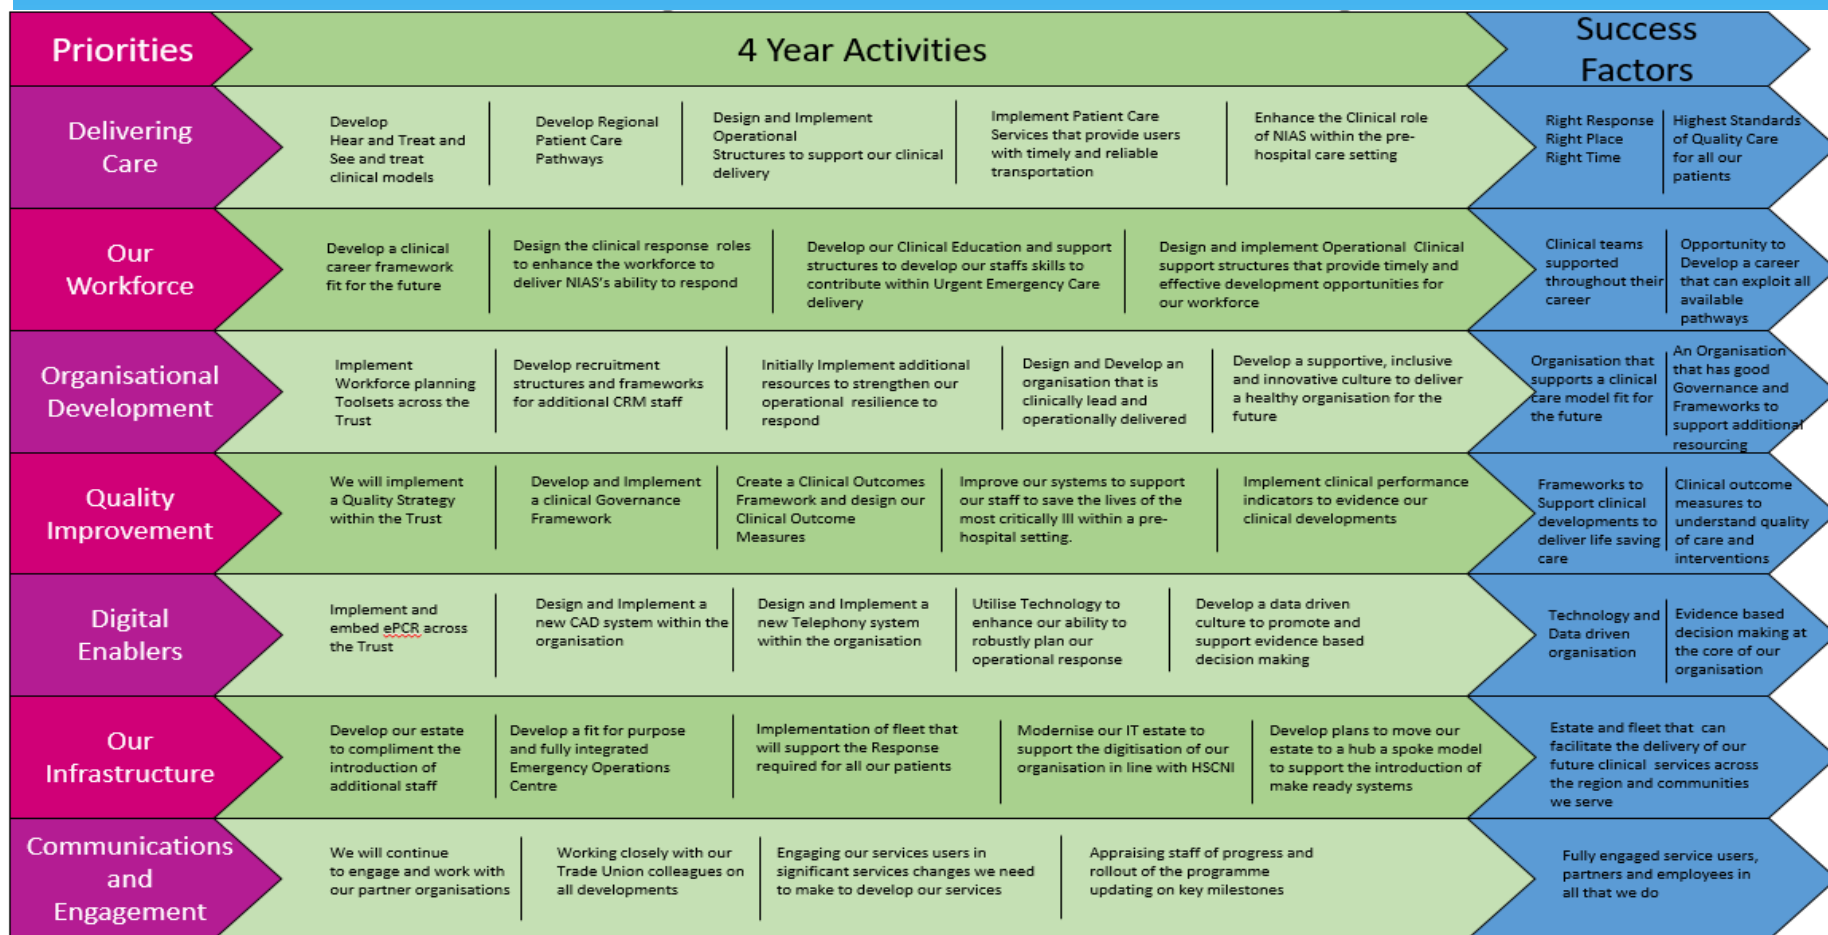 Priorities
4 Year Activities
Success
Factors
Delivering
Care
Develop
Hear and Treat and
See and treat
clinical models
Develop Regional
Patient Care
Pathways
Design and Implement
Operational
Structures to support our clinical
delivery
Implement Patient Care
Services that provide users
with timely and reliable
transportation
Enhance the Clinical role
of NIAS within the pre-
hospital care setting
Right Response
Right Place
Right Time
Highest Standards
of Quality Care
for all our
patients
Our
Workforce
Develop a clinical
career framework
fit for the future
Design the clinical response roles
to enhance the workforce to
deliver NIAS's ability to respond
Develop our Clinical Education and support
structures to develop our staffs skills to
contribute within Urgent Emergency Care
delivery
Design and implement Operational Clinical
support structures that provide timely and
effective development opportunities for
our workforce
Clinical teams
supported
throughout their
career
Opportunity to
Develop a career
that can exploit all
available
pathways
Organisational
Development
Implement
Workforce planning
Toolsets across the
Trust
Develop recruitment
structures and frameworks
for additional CRM staff
Initially Implement additional
resources to strengthen our
operational resilience to
respond
Design and Develop an
organisation that is
clinically lead and
operationally delivered
Develop a supportive, inclusive
and innovative culture to deliver
a healthy organisation for the
future
Organisation that
supports a clinical
care model fit for
the future
An Organisation
that has good
Governance and
Frameworks to
support additional
resourcing
Quality
Improvement
We will implement
a Quality Strategy
within the Trust
Develop and Implement
a clinical Governance
Framework
Create a Clinical Outcomes
Framework and design our
Clinical Outcome
Measures
Improve our systems to support
our staff to save the lives of the
most critically Ill within a pre-
hospital setting.
Implement clinical performance
indicators to evidence our
clinical developments
Frameworks to
Support clinical
developments to
deliver life saving
care
Clinical outcome
measures to
understand quality
of care and
interventions
Digital
Enablers
Implement and
embed ePCR across
the Trust
Design and Implement a
new CAD system within the
organisation
Design and Implement a
new Telephony system
within the organisation
Utilise Technology to
enhance our ability to
robustly plan our
operational response
Develop a data driven
culture to promote and
support evidence based
decision making
Technology and
Data driven
organisation
Evidence based
decision making at
the core of our
organisation
Our
Infrastructure
Develop our estate
to compliment the
introduction of
additional staff
Develop a fit for purpose
and fully integrated
Emergency Operations
Centre
Implementation of fleet that
will support the Response
required for all our patients
Modernise our IT estate to
support the digitisation of our
organisation in line with HSCNI
Develop plans to move our
estate to a hub a spoke model
to support the introduction of
make ready systems
Estate and fleet that can
facilitate the delivery of our
future clinical services across
the region and communities
we serve
Communications
and
Engagement
We will continue
to engage and work with
our partner organisations
Working closely with our
Trade Union colleagues on
all developments
Engaging our services users in
significant services changes we need
to make to develop our services
Appraising staff of progress and
rollout of the programme
updating on key milestones
Fully engaged service users,
partners and employees in
all that we do